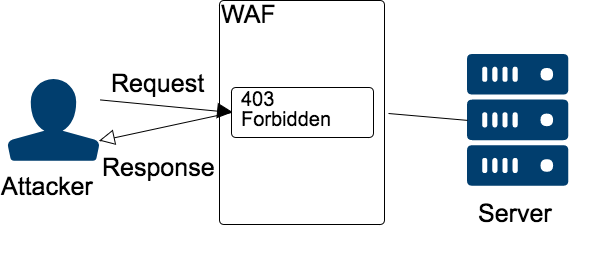 WAF
Request
403
Forbidden
Response
Attacker
Server